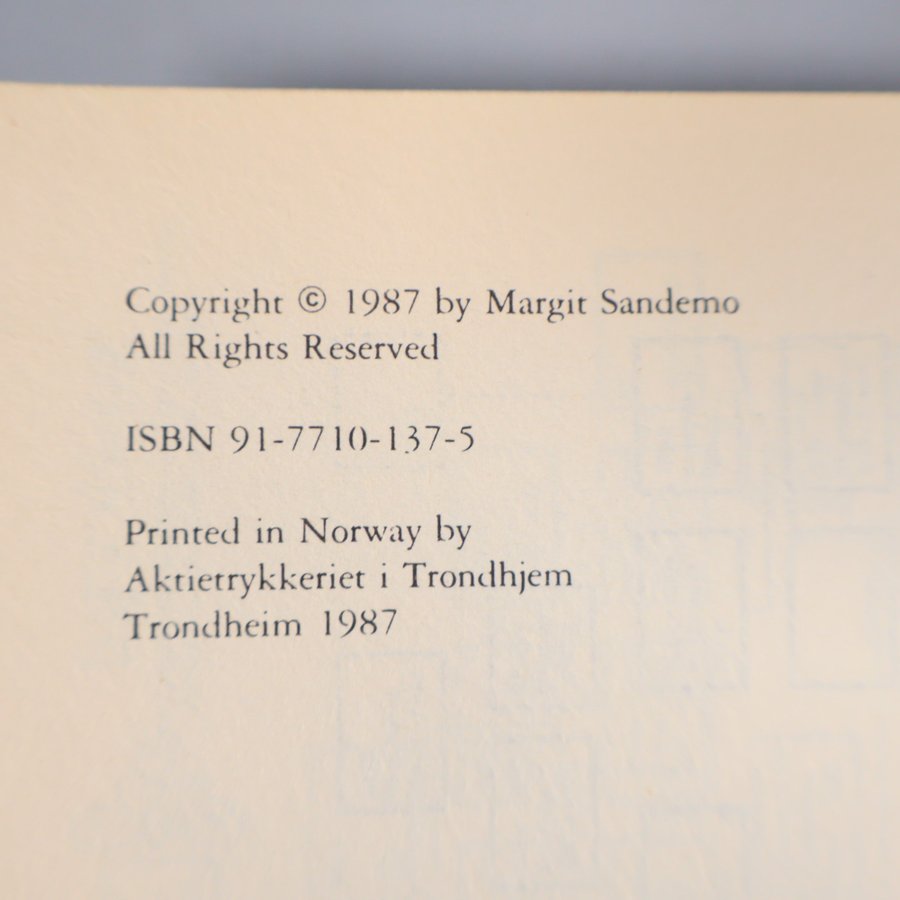 Copyright © 1987 by Margit Sandemo
All Rights Reserved
ISBN 91-7710-137-5
Printed in Norway by
Aktietrykkeriet i Trondhjem
Trondheim 1987